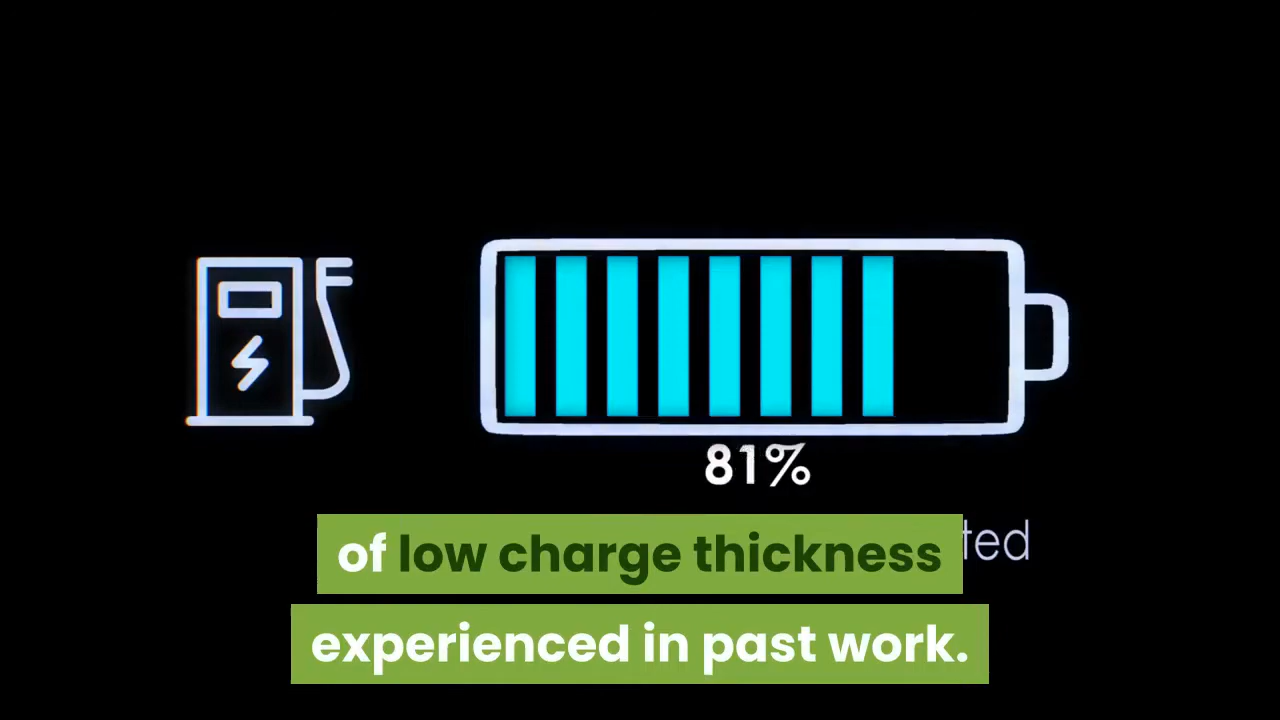 81%
of low charge thickness
experienced in past work.